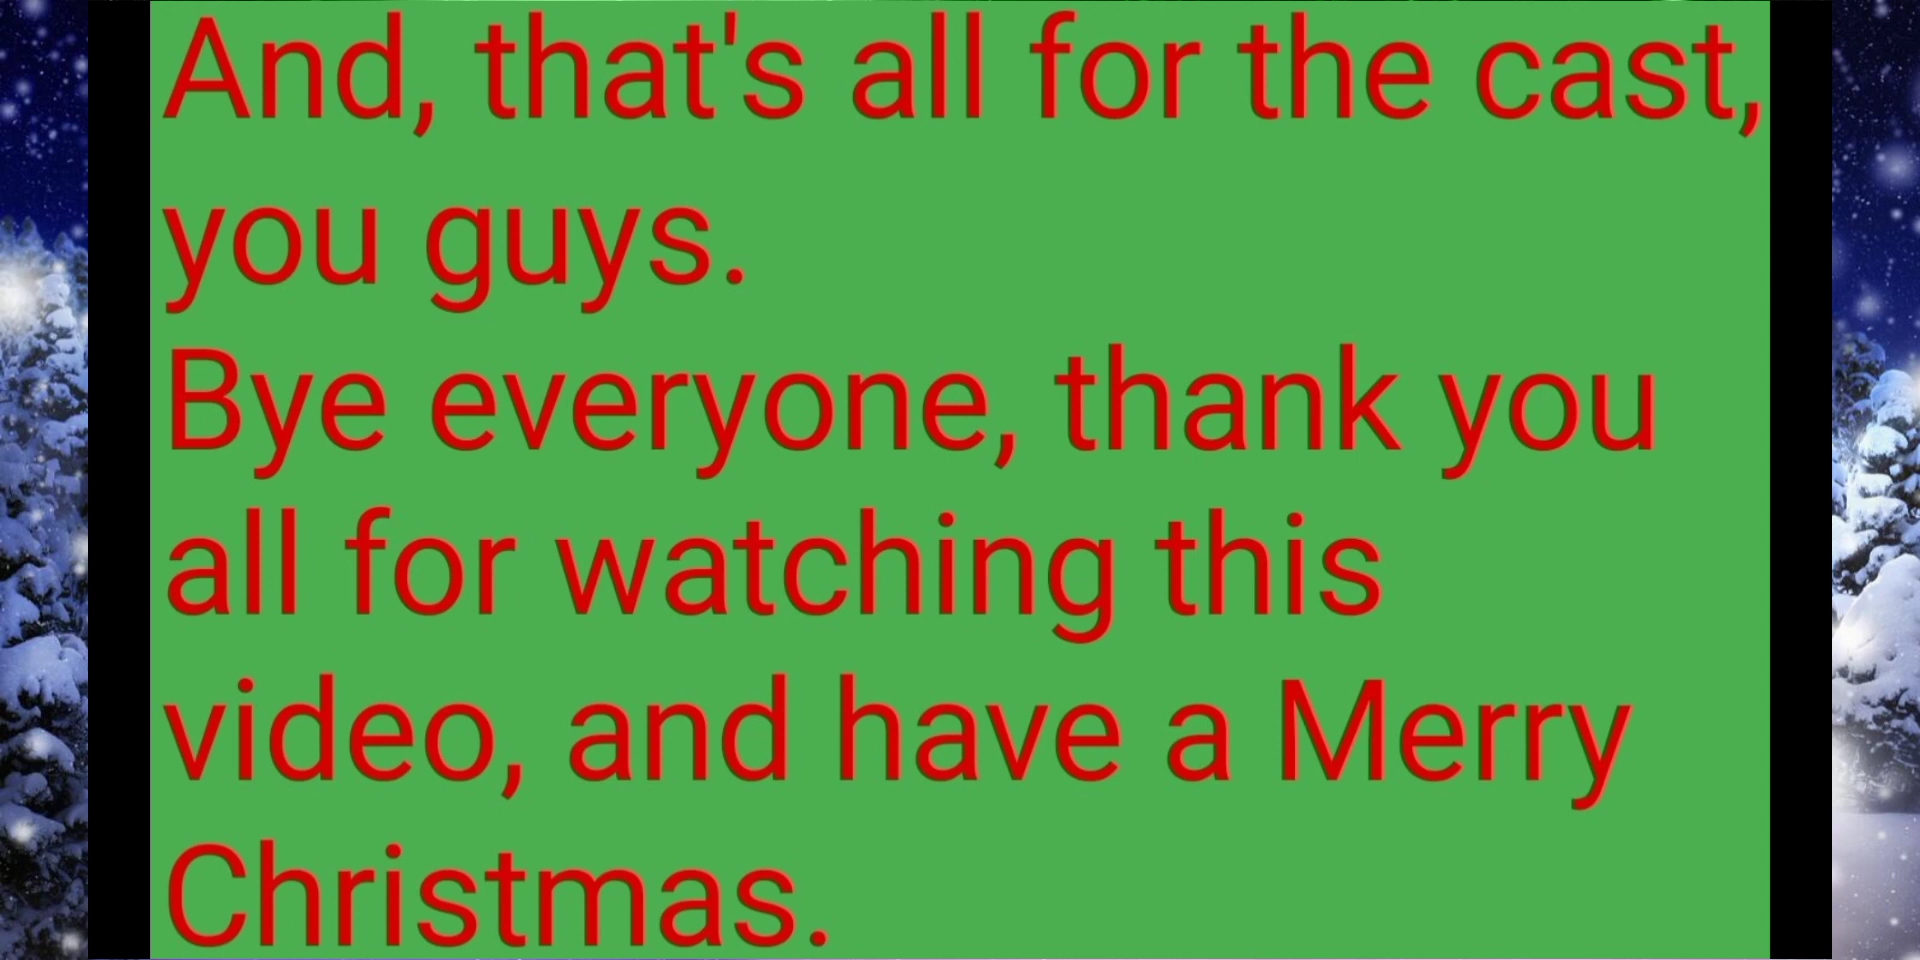 And, that's all for the cast,
you guys.
Bye everyone, thank you
all for watching this
video, and have a Merry
Christmas.